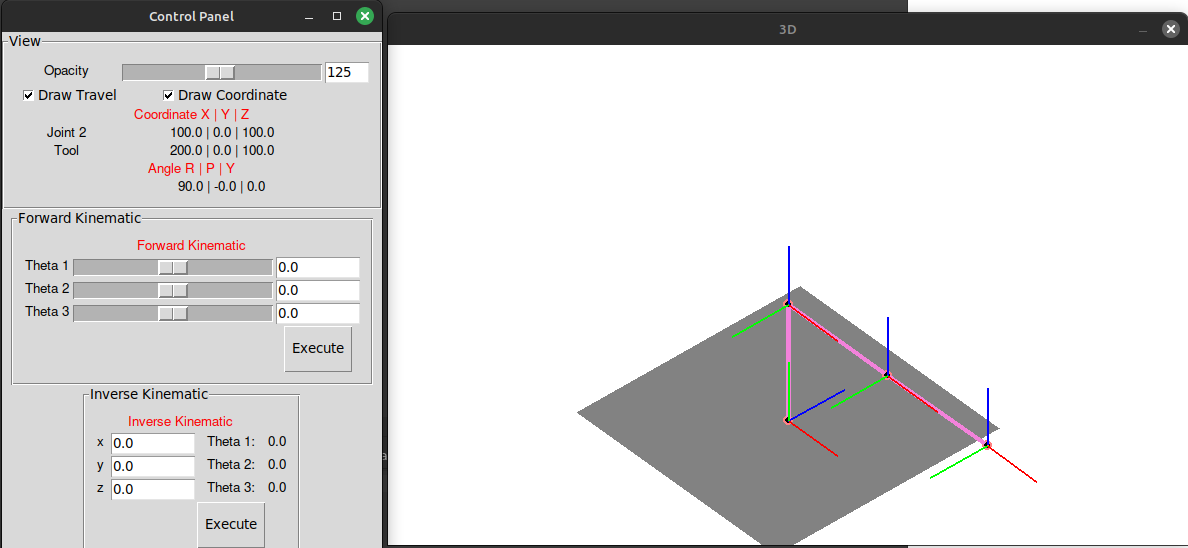 Control Panel
3D
View
Opacity 125
Draw Travel Draw Coordinate
Coordinate X | Y | Z
Joint 2 100.0 | 0.0 | 100.0
Tool 200.0 | 0.0 | 100.0
Angle R | P | Y
90.0 | -0.0 | 0.0
Forward Kinematic
Forward Kinematic
Theta 1 0.0
Theta 2 0.0
Theta 3 0.0
Execute
Inverse Kinematic
Inverse Kinematic
x 0.0 Theta 1: 0.0
y 0.0 Theta 2: 0.0
z 0.0 Theta 3: 0.0
Execute